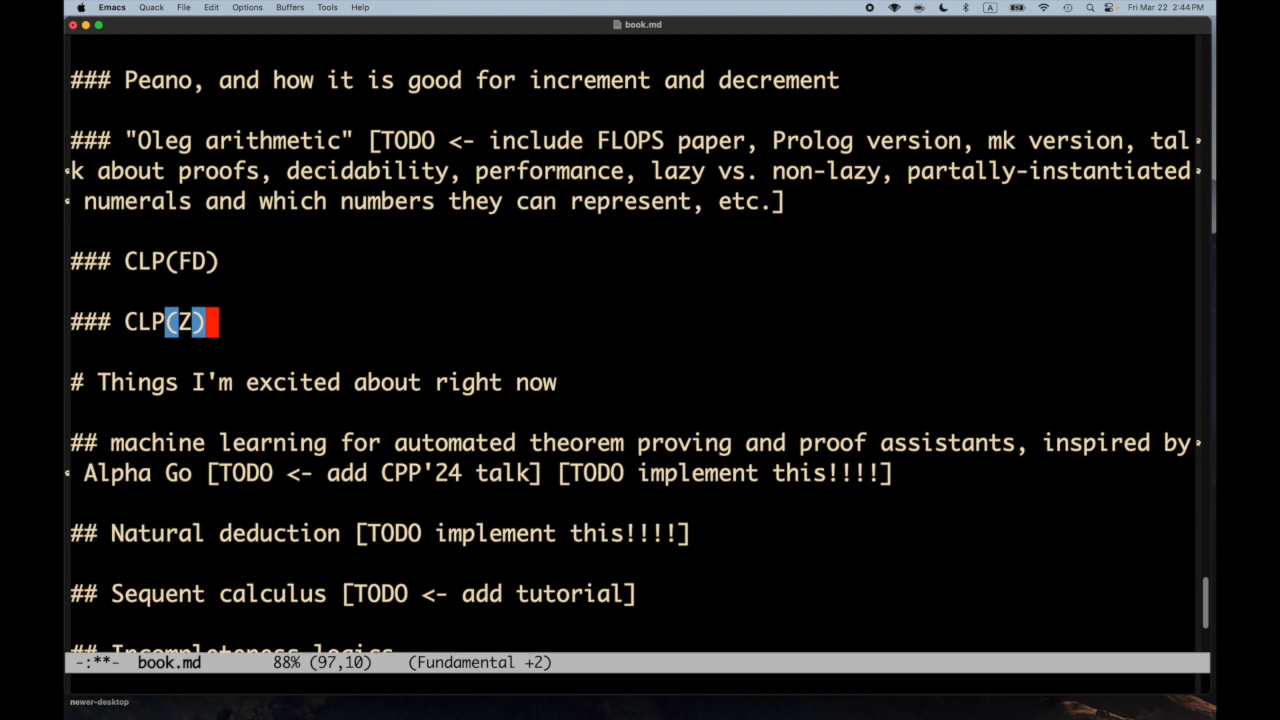 Emacs Quack File Edit Options Buffers Tools Help
Fri Mar 22 2:44 PM
book.md
### Peano, and how it is good for increment and decrement
### "Oleg arithmetic" [TODO <- include FLOPS paper, Prolog version, mk version, tal
k about proofs, decidability, performance, lazy vs. non-lazy, partially-instantiated
numerals and which numbers they can represent, etc.]
### CLP(FD)
### CLP(Z)
# Things I'm excited about right now
## machine learning for automated theorem proving and proof assistants, inspired by
Alpha Go [TODO <- add CPP'24 talk] [TODO implement this!!!!]
## Natural deduction [TODO implement this!!!!]
## Sequent calculus [TODO <- add tutorial]
## Incompleteness logics
-:**- book.md 88% (97,10) (Fundamental +2)
newer-desktop